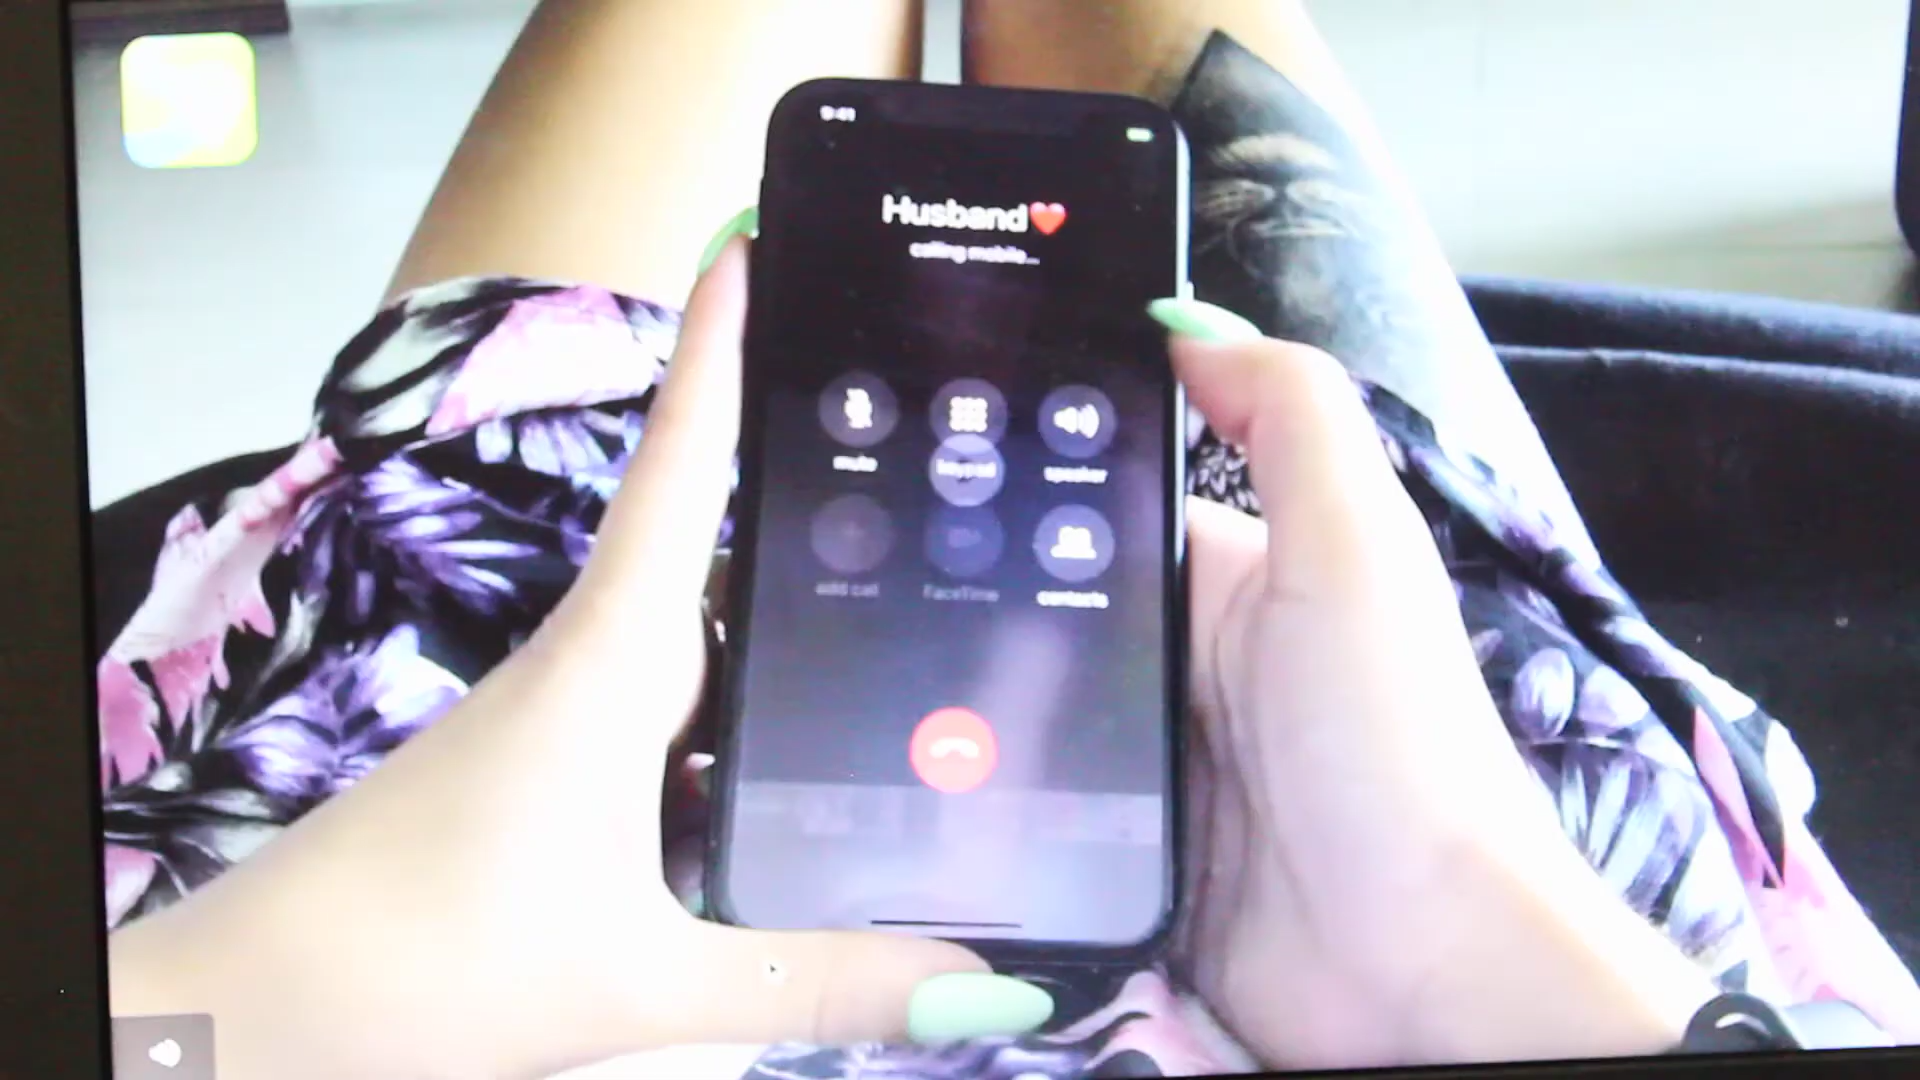 9:41
Husband❤️
calling mobile...
mute
keypad
speaker
add call
FaceTime
contacts